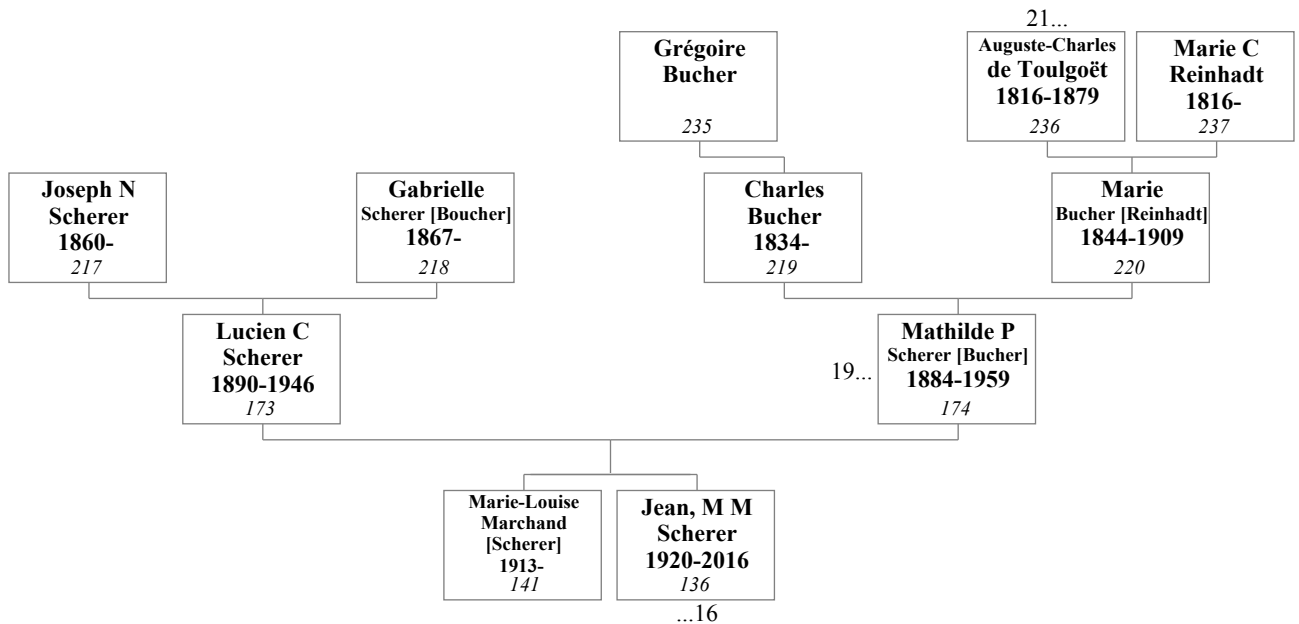 21...
Grégoire
Bucher
235
Auguste-Charles
de Toulgoët
1816-1879
236
Marie C
Reinhadt
1816-
237
Joseph N
Scherer
1860-
217
Gabrielle
Scherer [Boucher]
1867-
218
Charles
Bucher
1834-
219
Marie
Bucher [Reinhadt]
1844-1909
220
Lucien C
Scherer
1890-1946
173
19...
Mathilde P
Scherer [Bucher]
1884-1959
174
Marie-Louise
Marchand
[Scherer]
1913-
141
Jean, M M
Scherer
1920-2016
136
...16